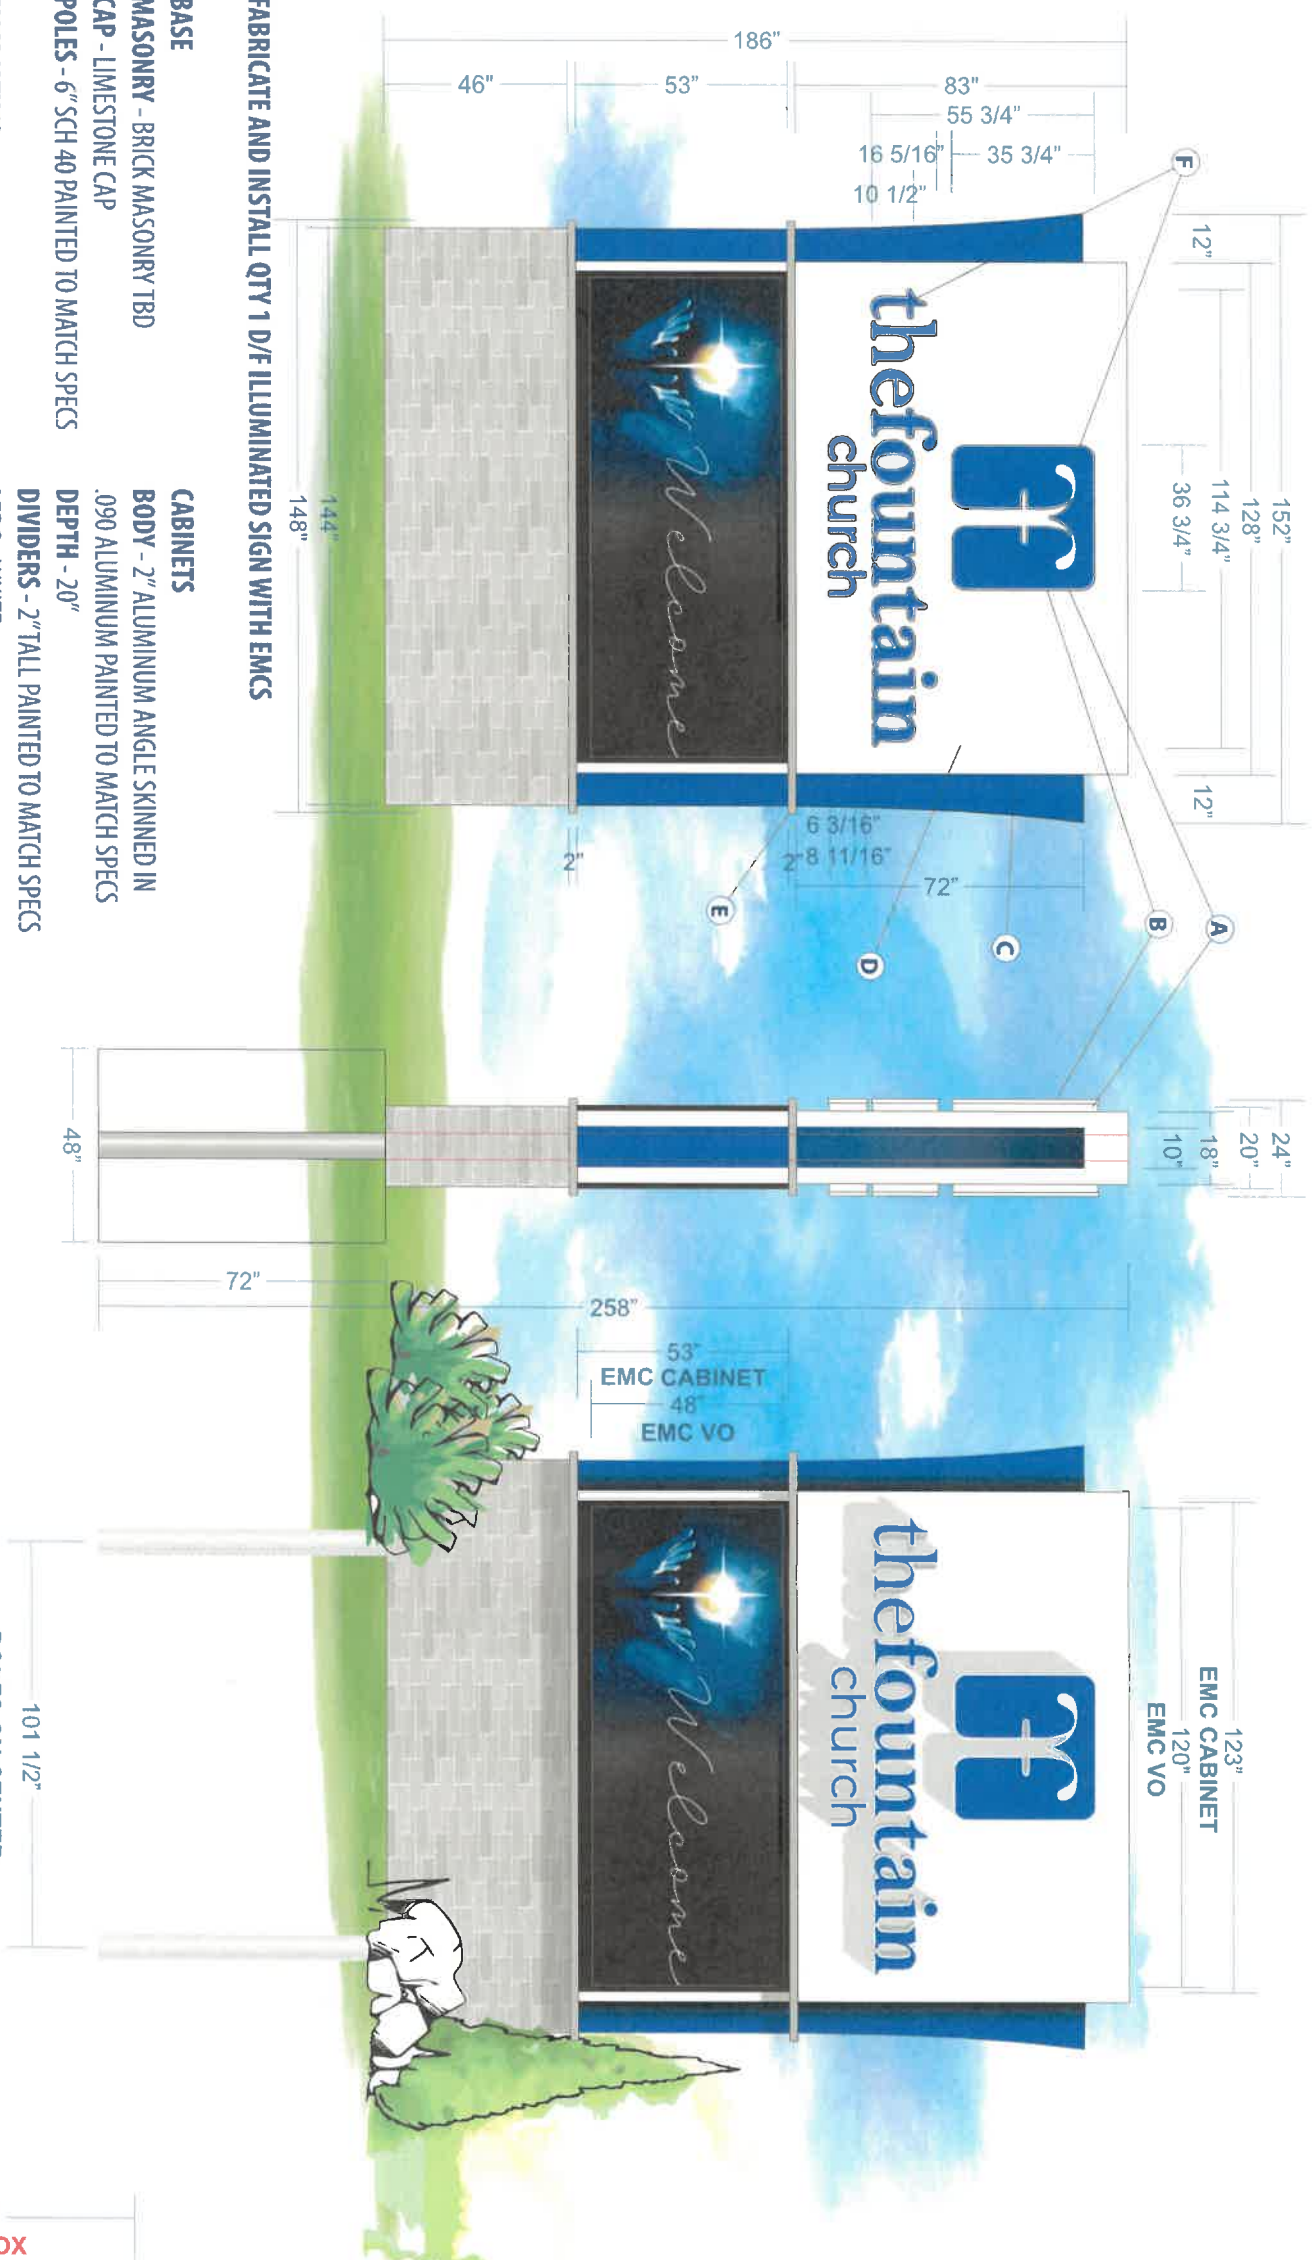 186"
46"
53"
83"
55 3/4"
16 5/16"
35 3/4"
10 1/2"
F
12"
152"
128"
114 3/4"
36 3/4"
12"
thefountain
church
Welcome
6 3/16"
8 11/16"
2"
2"
72"
A
B
C
D
E
144"
148"
24"
20"
18"
10"
48"
72"
258"
53"
EMC CABINET
48"
EMC VO
123"
EMC CABINET
120"
EMC VO
thefountain
church
Welcome
101 1/2"
FABRICATE AND INSTALL QTY 1 D/F ILLUMINATED SIGN WITH EMCS
BASE
MASONRY - BRICK MASONRY TBD
CAP - LIMESTONE CAP
POLES - 6" SCH 40 PAINTED TO MATCH SPECS
CABINETS
BODY - 2" ALUMINUM ANGLE SKINNED IN
.090 ALUMINUM PAINTED TO MATCH SPECS
DEPTH - 20"
DIVIDERS - 2" TALL PAINTED TO MATCH SPECS
OX